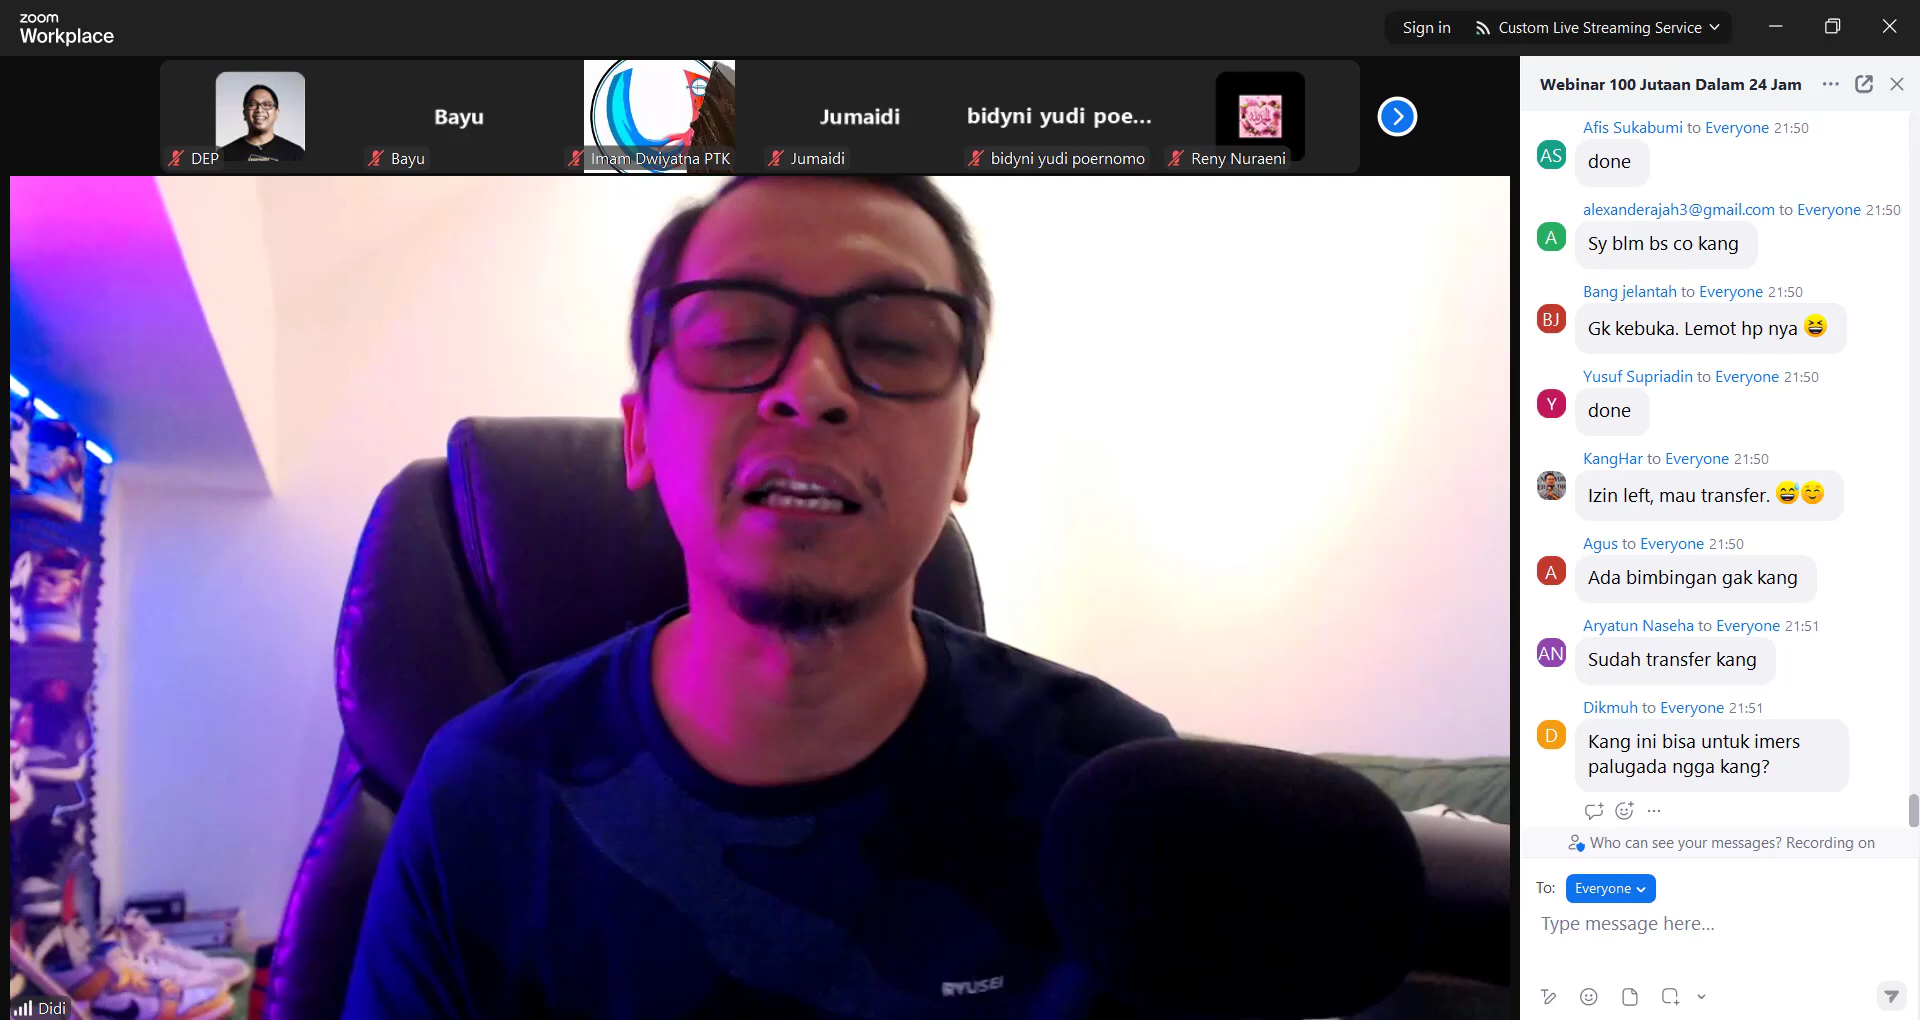 zoom
Workplace
Sign in
Custom Live Streaming Service
DEP
Bayu
Bayu
Imam Dwiyatna PTK
Jumaidi
Jumaidi
bidyni yudi poe...
bidyni yudi poernomo
Reny Nuraeni
Didi
RYUSEI
Webinar 100 Jutaan Dalam 24 Jam
Afis Sukabumi to Everyone 21:50
AS
done
alexanderajah3@gmail.com to Everyone 21:50
A
Sy blm bs co kang
Bang jelantah to Everyone 21:50
BJ
Gk kebuka. Lemot hp nya 😆
Yusuf Supriadin to Everyone 21:50
Y
done
KangHar to Everyone 21:50
Izin left, mau transfer. 😅☺️
Agus to Everyone 21:50
A
Ada bimbingan gak kang
Aryatun Naseha to Everyone 21:51
AN
Sudah transfer kang
Dikmuh to Everyone 21:51
D
Kang ini bisa untuk imers
palugada ngga kang?
Who can see your messages? Recording on
To: Everyone
Type message here...